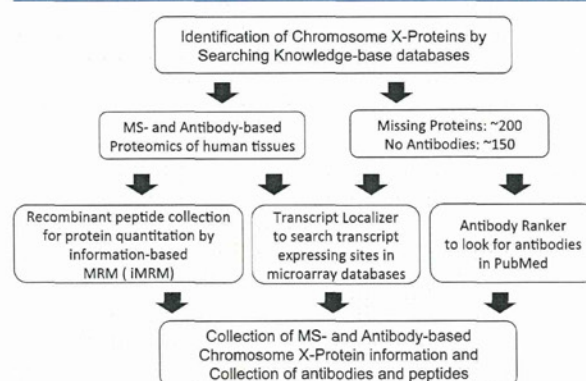 Identification of Chromosome X-Proteins by
Searching Knowledge-base databases
MS- and Antibody-based
Proteomics of human tissues
Missing Proteins: ~200
No Antibodies: ~150
Recombinant peptide collection
for protein quantitation by
information-based
MRM ( iMRM)
Transcript Localizer
to search transcript
expressing sites in
microarray databases
Antibody Ranker
to look for antibodies
in PubMed
Collection of MS- and Antibody-based
Chromosome X-Protein information and
Collection of antibodies and peptides